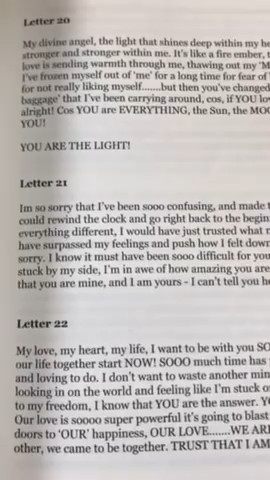 Letter 20
My divine angel, the light that shines deep within my
stronger and stronger within me. It's like a fire ember,
love is sending warmth through me, thawing out my
I've frozen myself out of 'me' for a long time for fear of
for not really liking myself.......but then you've changed
baggage' that I've been carrying around, cos, if YOU
alright! Cos YOU are EVERYTHING, the Sun, the
YOU!
YOU ARE THE LIGHT!
Letter 21
Im so sorry that I've been sooo confusing, and made
could rewind the clock and go right back to the
everything different, I would have just trusted what
have surpassed my feelings and push how I felt down
sorry. I know it must have been sooo difficult for you
stuck by my side, I'm in awe of how amazing you are
that you are mine, and I am yours - I can't tell you
Letter 22
My love, my heart, my life, I want to be with you
our life together start NOW! SOOO much time has
and loving to do. I don't want to waste another
looking in on the world and feeling like I'm stuck
to my freedom, I know that YOU are the answer.
Our love is soooo super powerful it's going to blast
doors to 'OUR' happiness, OUR LOVE.......WE
other, we came to be together. TRUST THAT I AM